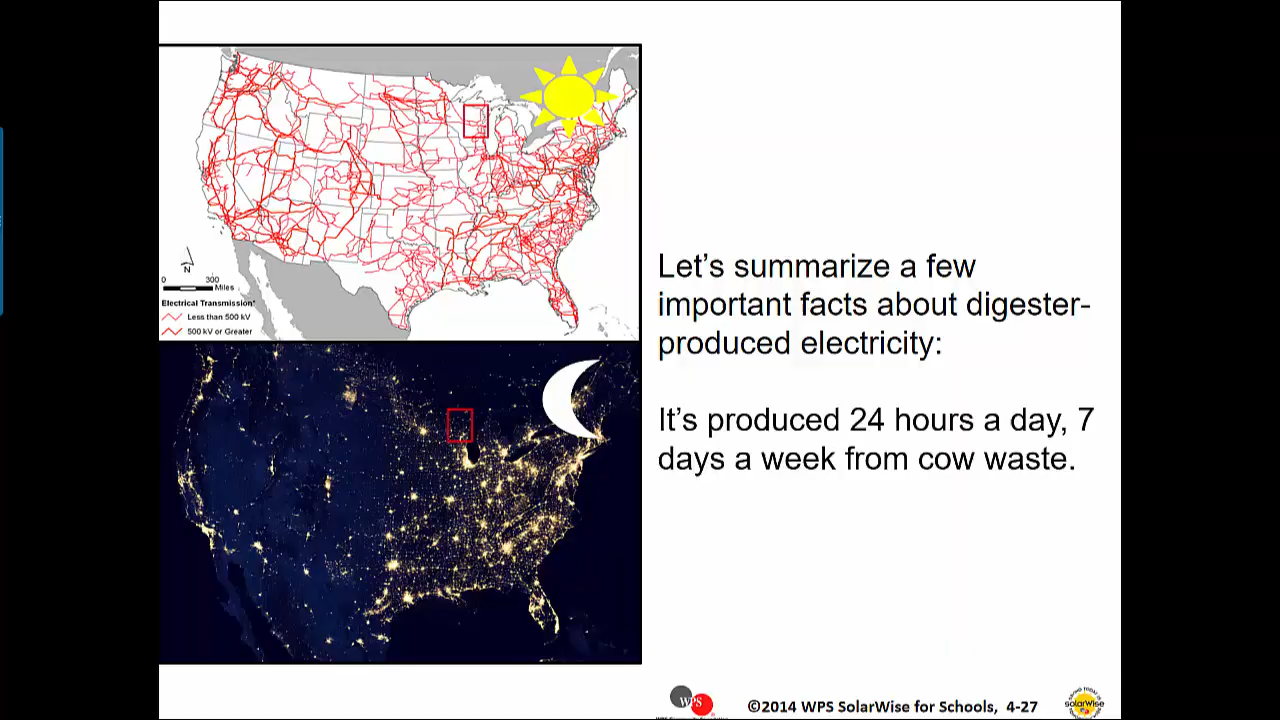 N
0 300
Miles
Electrical Transmission*
Less than 500 kV
500 kV or Greater
Let's summarize a few
important facts about digester-
produced electricity:
It's produced 24 hours a day, 7
days a week from cow waste.
WPS
©2014 WPS SolarWise for Schools, 4-27
solarwise